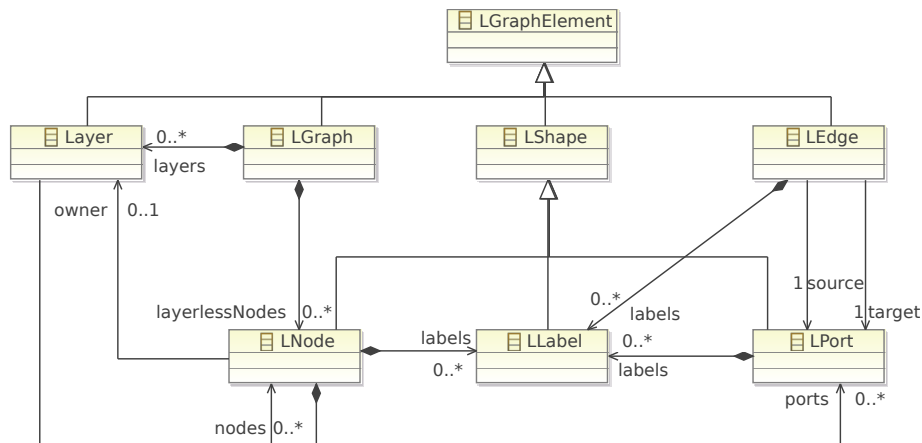 LGraphElement
Layer
LGraph
LShape
LEdge
0..*
layers
owner
0..1
layerlessNodes
0..*
0..*
labels
1
source
1
target
LNode
LLabel
LPort
labels
0..*
0..*
labels
nodes
0..*
ports
0..*